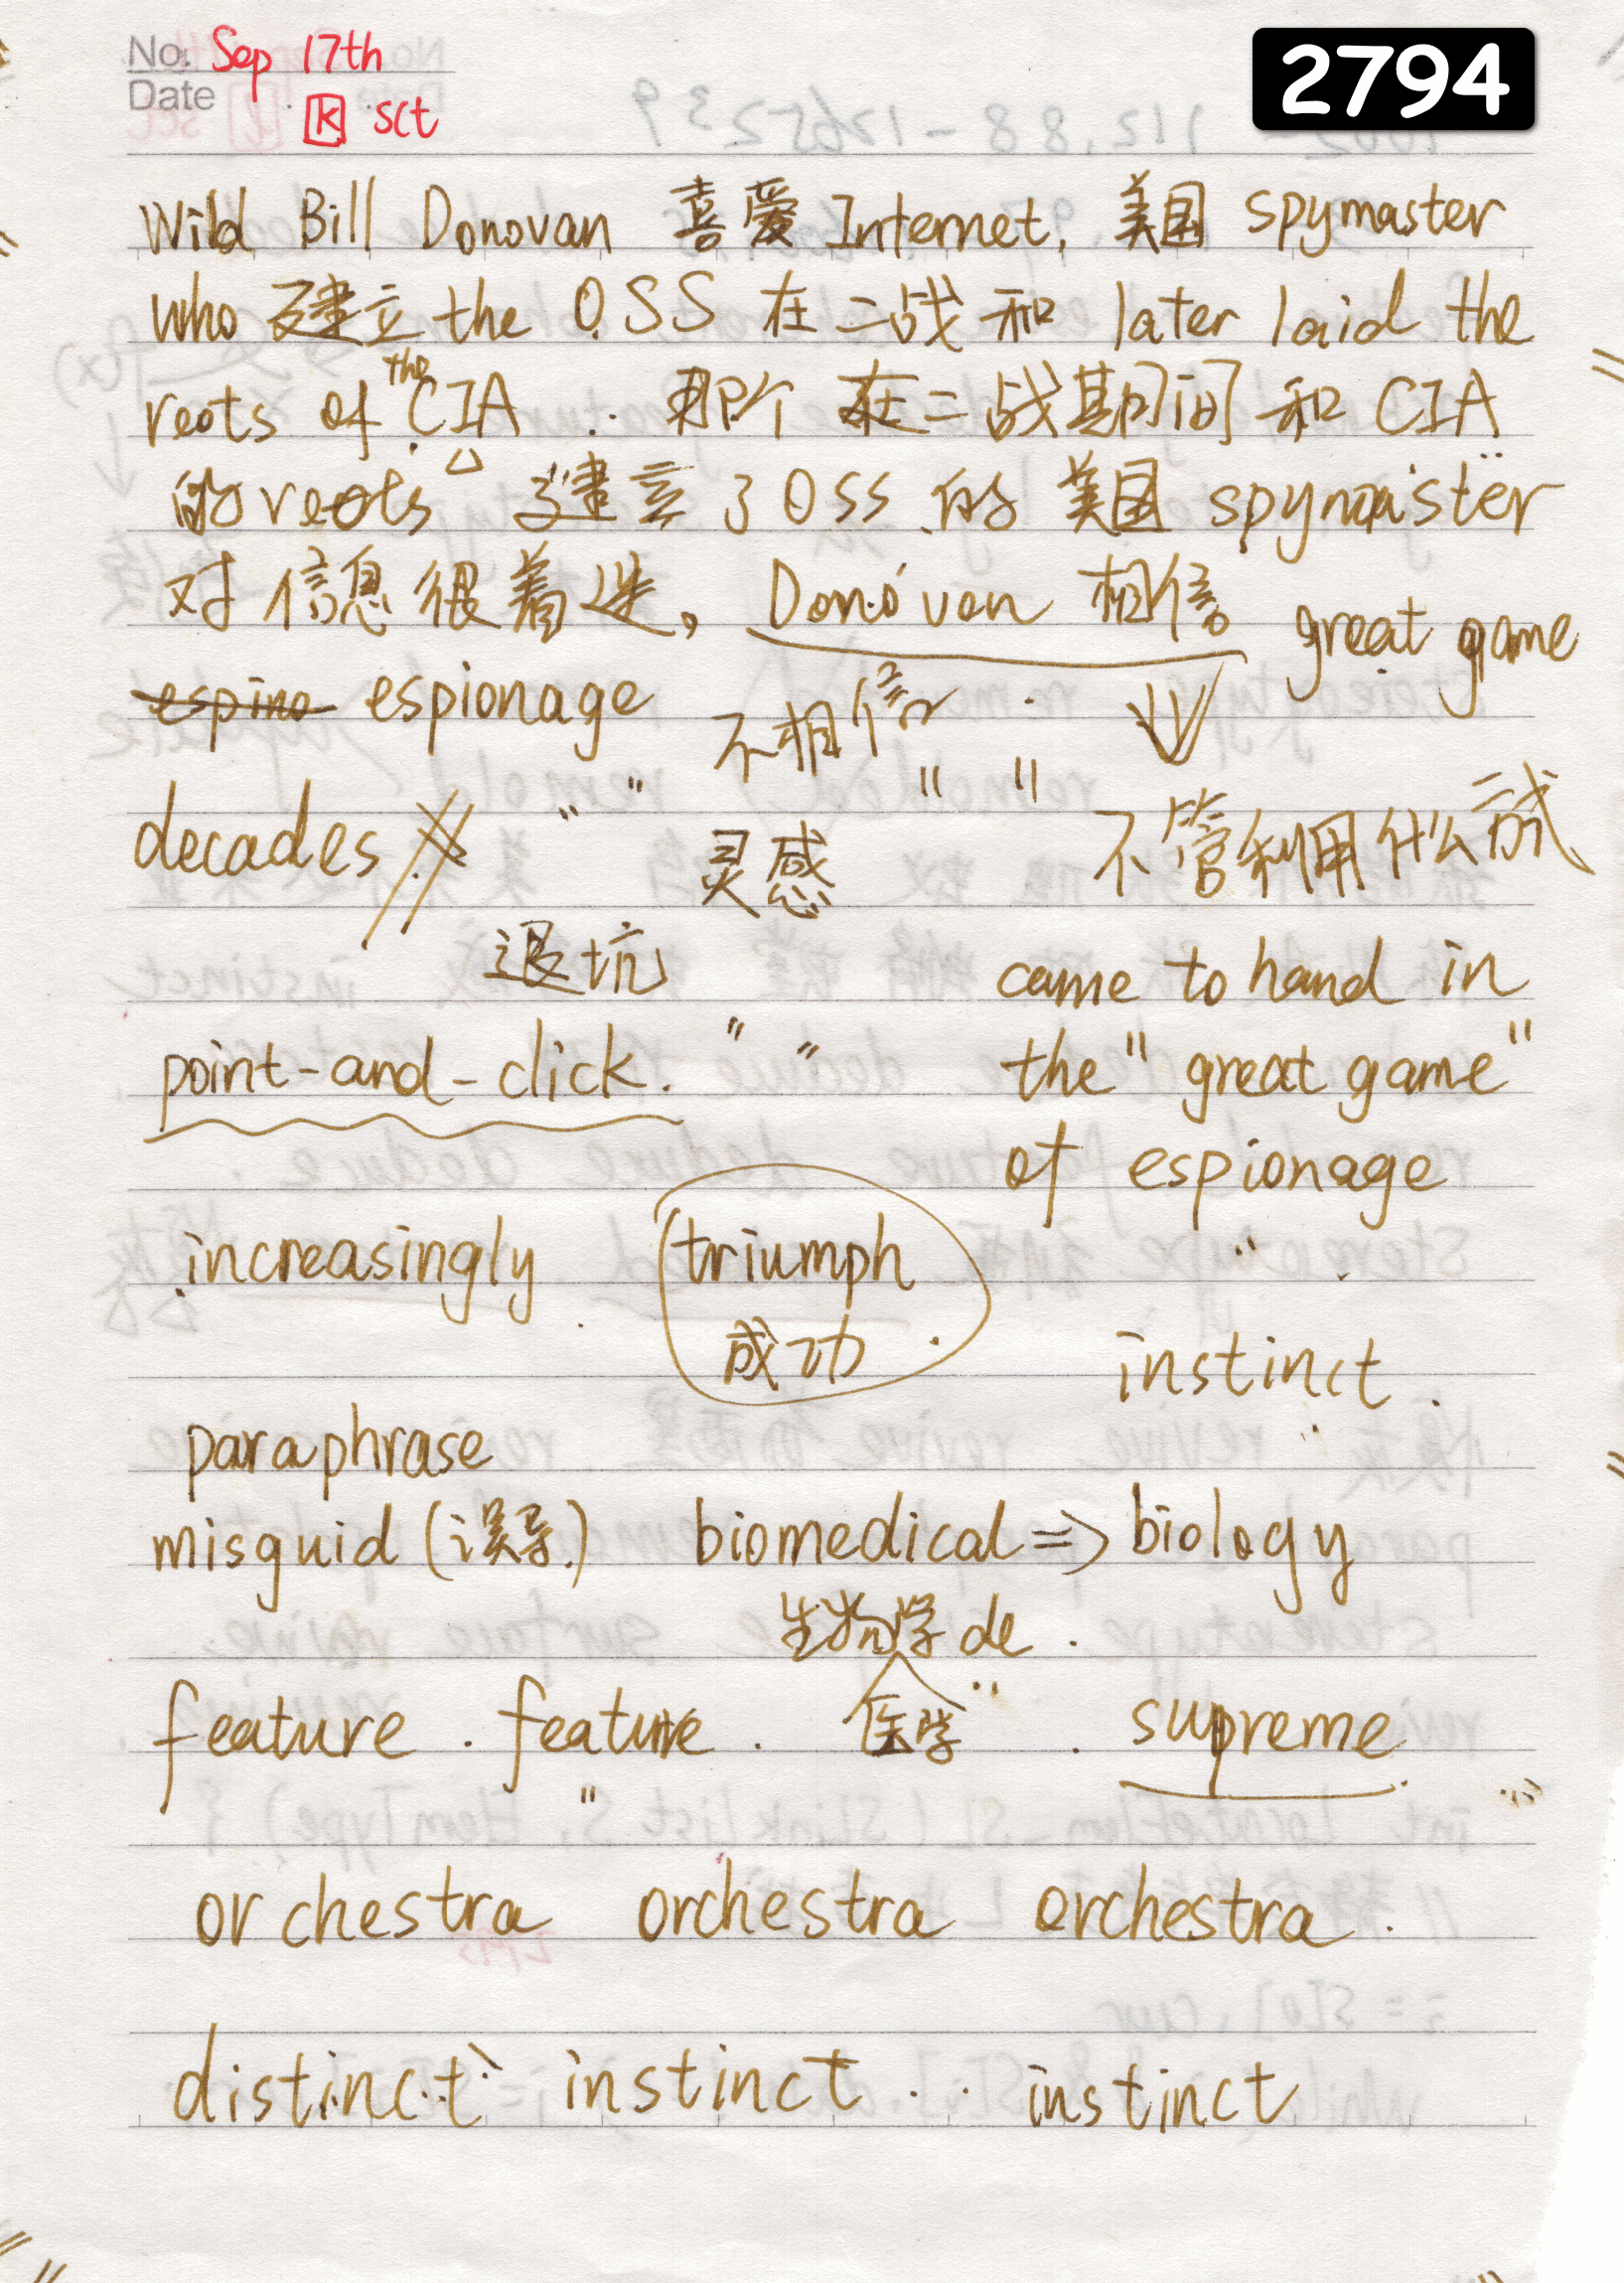 No. Sep 17th
2794
Date
K sct
Wild Bill Donovan 喜爱 Internet, 美国 spymaster
who 建立 the OSS 在二战和 later laid the
roots of the CIA. 那个在二战期间和 CIA
的 roots 建立了 OSS 的 美国 spymaster
对信息很着迷。 Donovan 相信 great game
espino espionage 不相信
decades 灵感 不管利用什么方式
退坑 came to hand in
point-and-click. the "great game"
of espionage
increasingly triumph
成功 instinct.
paraphrase
misguid (误导.) biomedical => biology
生物学 de.
feature. feature. 医学. supreme
orchestra orchestra orchestra.
distinct instinct.. instinct